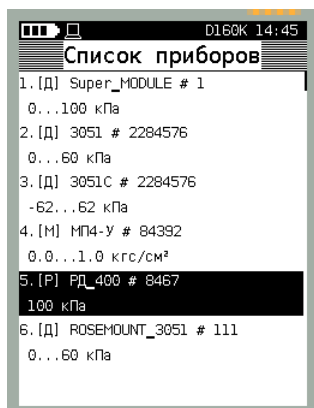 D160K 14:45
Список приборов
1.[Д] Super_MODULE # 1
0...100 кПа
2.[Д] 3051 # 2284576
0...60 кПа
3.[Д] 3051С # 2284576
-62...62 кПа
4.[М] МП4-У # 84392
0.0...1.0 кгс/см²
5.[Р] РД_400 # 8467
100 кПа
6.[Д] ROSEMOUNT_3051 # 111
0...60 кПа